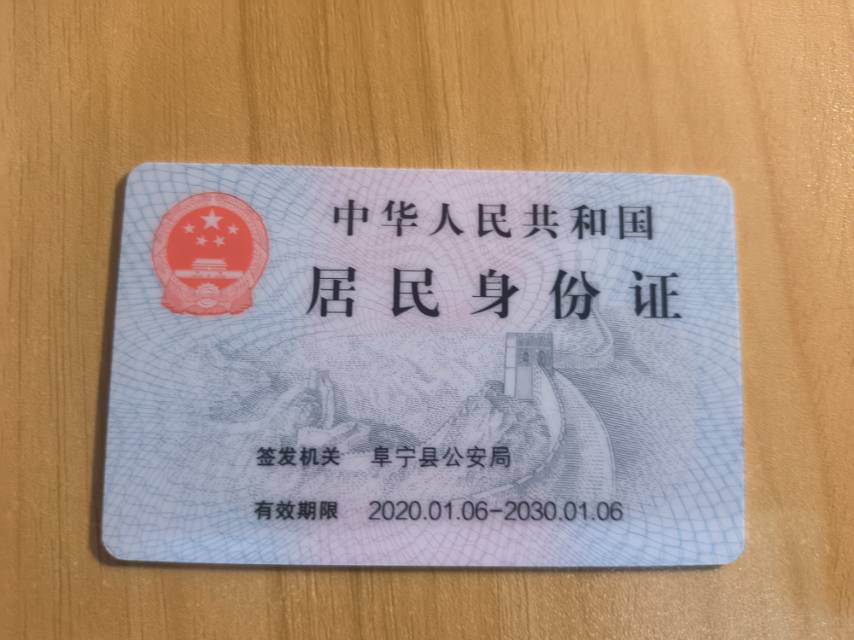 中华人民共和国
居民身份证
签发机关 阜宁县公安局
有效期限 2020.01.06-2030.01.06